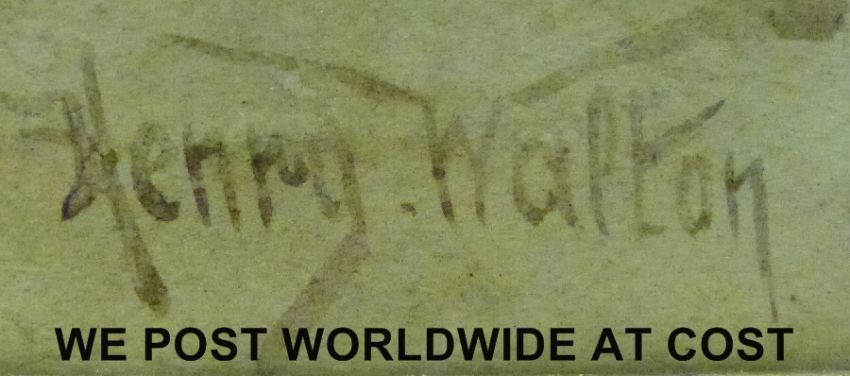 Henry. Walton
WE POST WORLDWIDE AT COST